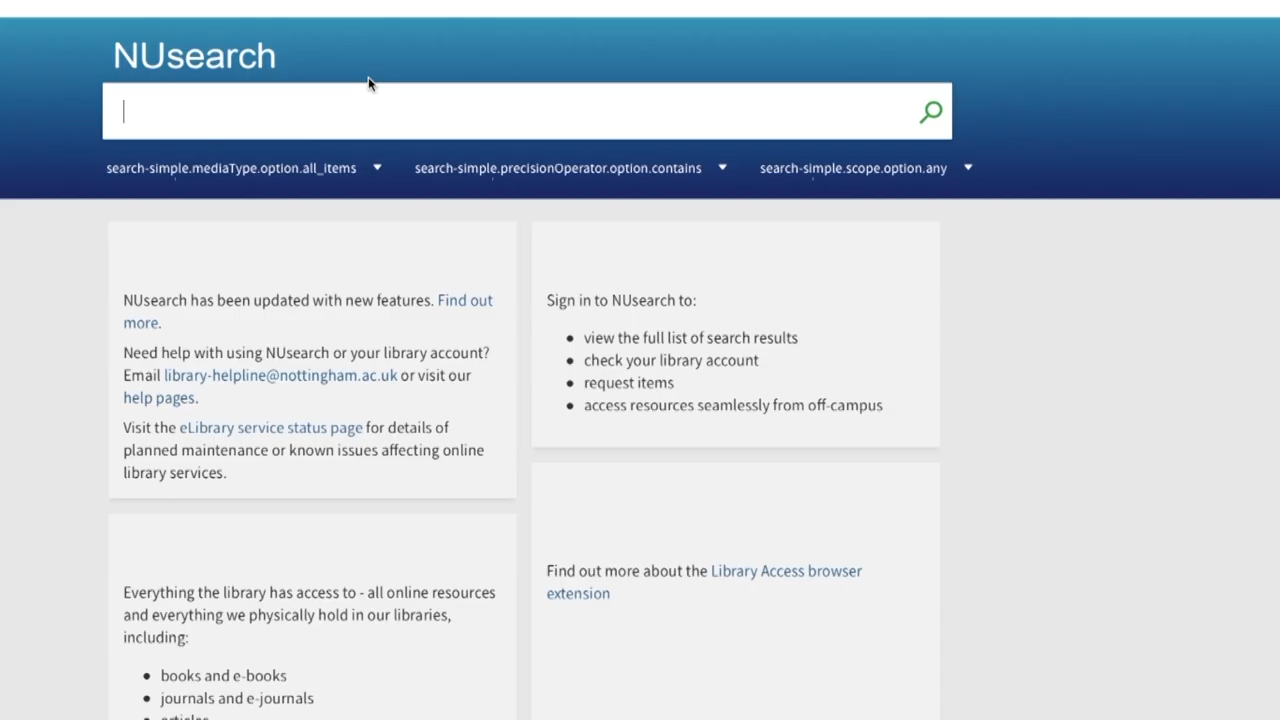 NUsearch
search-simple.mediaType.option.all_items
search-simple.precisionOperator.option.contains
search-simple.scope.option.any
NUsearch has been updated with new features. Find out
more.
Need help with using NUsearch or your library account?
Email library-helpline@nottingham.ac.uk or visit our
help pages.
Visit the eLibrary service status page for details of
planned maintenance or known issues affecting online
library services.
Sign in to NUsearch to:
• view the full list of search results
• check your library account
• request items
• access resources seamlessly from off-campus
Everything the library has access to - all online resources
and everything we physically hold in our libraries,
including:
• books and e-books
• journals and e-journals
• articles
Find out more about the Library Access browser
extension